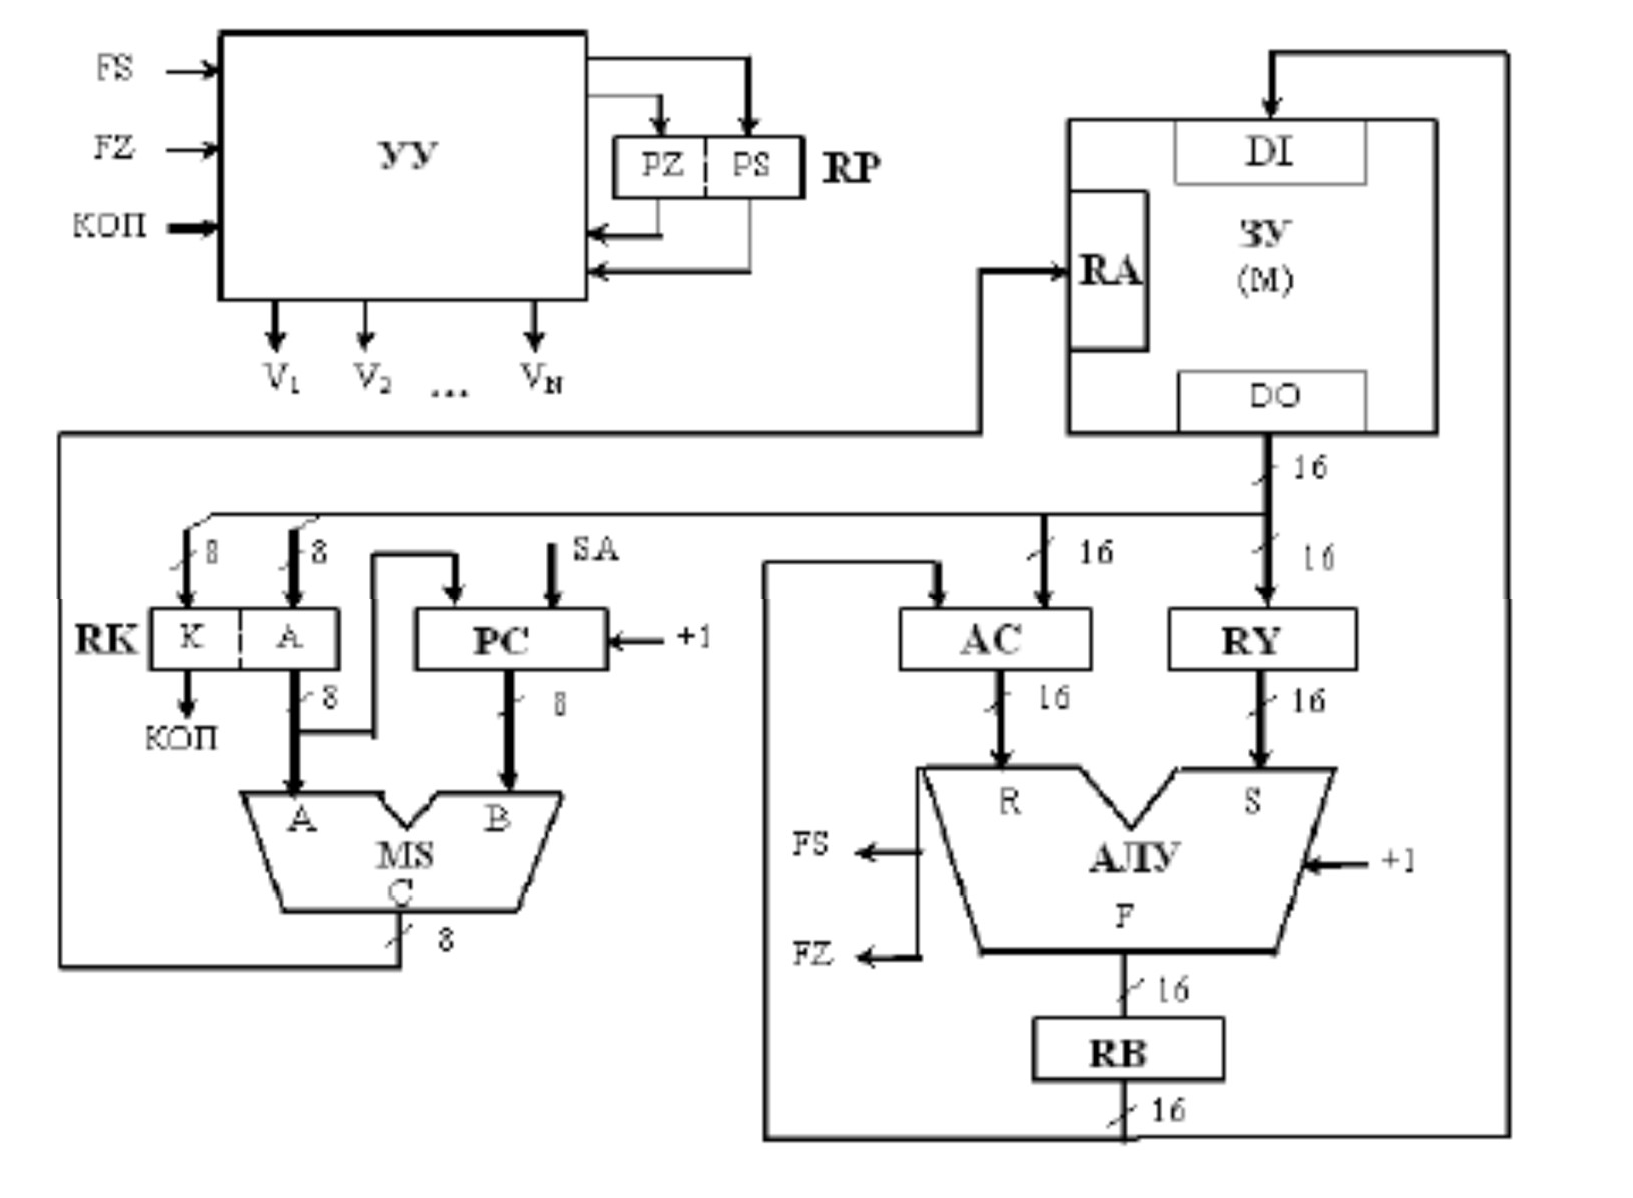 FS
FZ
КОП
УУ
PZ PS
RP
V1 V2 ... VN
DI
ЗУ
(M)
RA
DO
16
8 8
SA
16 16
RK K A
PC
+1
AC
RY
8 8
16 16
КОП
A B
MS
C
8
R S
АЛУ
F
+1
FS
FZ
16
RB
16